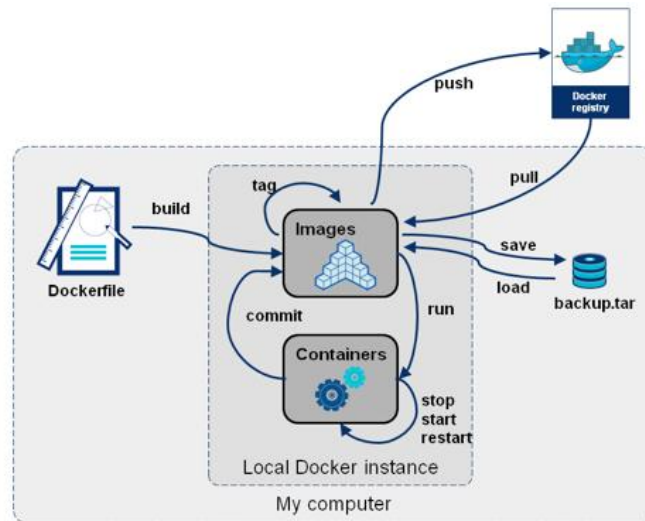 Docker
registry
push
pull
tag
build
Images
save
Dockerfile
load
backup.tar
commit
run
Containers
stop
start
restart
Local Docker instance
My computer